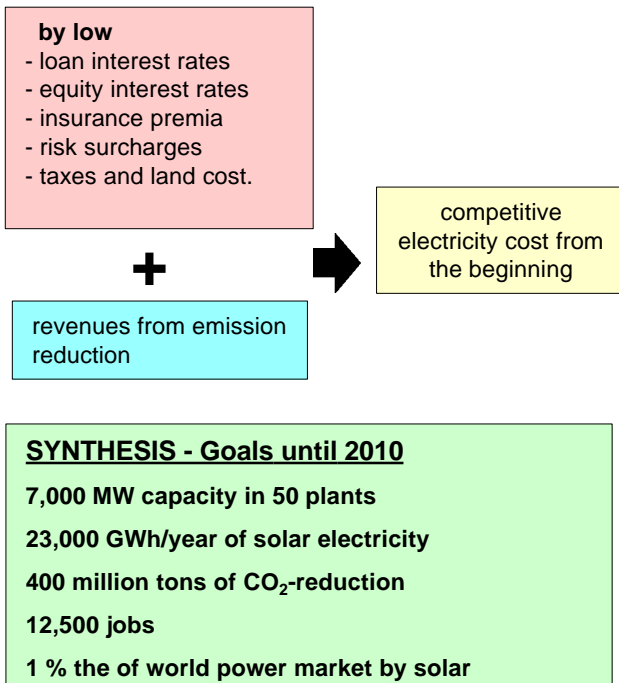 by low
- loan interest rates
- equity interest rates
- insurance premia
- risk surcharges
- taxes and land cost.
+
revenues from emission
reduction
competitive
electricity cost from
the beginning
SYNTHESIS - Goals until 2010
7,000 MW capacity in 50 plants
23,000 GWh/year of solar electricity
400 million tons of CO₂-reduction
12,500 jobs
1 % the of world power market by solar